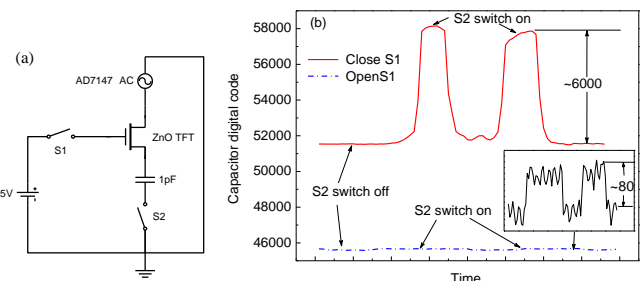 (a)
AD7147 AC
ZnO TFT
S1
1pF
5V
S2
(b)
S2 switch on
Close S1
OpenS1
~6000
S2 switch off
S2 switch on
~80
Capacitor digital code
58000
56000
54000
52000
50000
48000
46000
Time